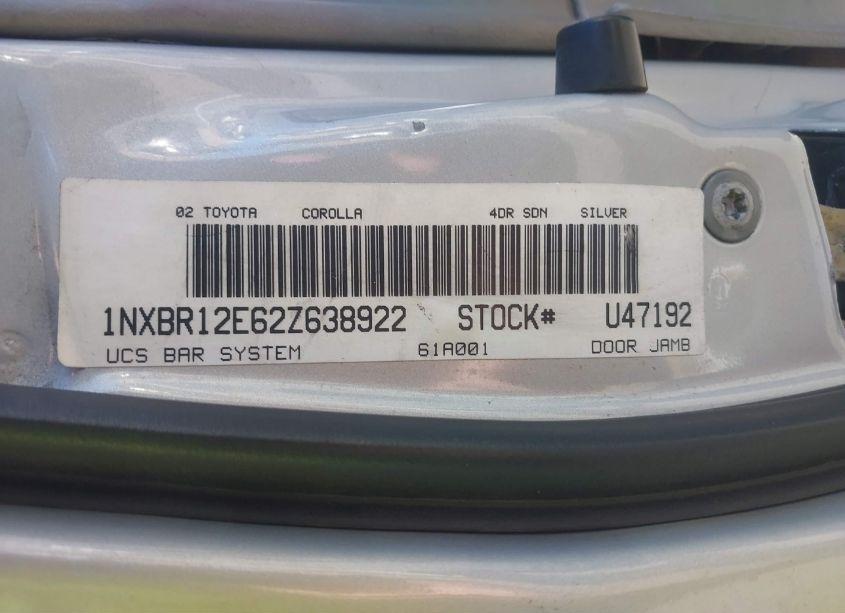 02 TOYOTA COROLLA 4DR SDN SILVER
1NXBR12E62Z638922 STOCK# U47192
UCS BAR SYSTEM 61A001 DOOR JAMB